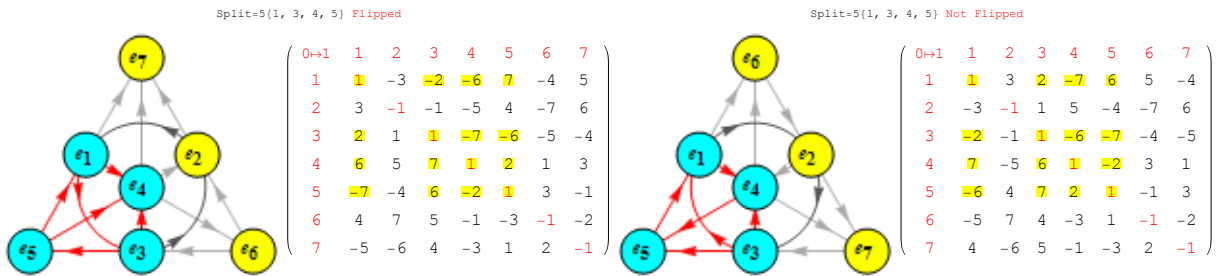 Split=5{1, 3, 4, 5} Flipped
e7
e1
e2
e4
e5
e3
e6
0↦1 1 2 3 4 5 6 7
1 1 −3 −2 −6 7 −4 5
2 3 −1 −1 −5 4 −7 6
3 2 1 1 −7 −6 −5 −4
4 6 5 7 1 2 1 3
5 −7 −4 6 −2 1 3 −1
6 4 7 5 −1 −3 −1 −2
7 −5 −6 4 −3 1 2 −1
Split=5{1, 3, 4, 5} Not Flipped
e6
e1
e2
e4
e5
e3
e7
0↦1 1 2 3 4 5 6 7
1 1 3 2 −7 6 5 −4
2 −3 −1 1 5 −4 −7 6
3 −2 −1 1 −6 −7 −4 −5
4 7 −5 6 1 −2 3 1
5 −6 4 7 2 1 −1 3
6 −5 7 4 −3 1 −1 −2
7 4 −6 5 −1 −3 2 −1